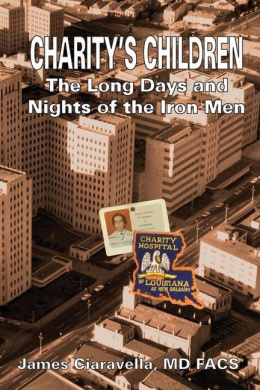 CHARITY'S CHILDREN
The Long Days and
Nights of the Iron Men
CHARITY
HOSPITAL
OF LOUISIANA
AT NEW ORLEANS
James Ciaravella, MD FACS